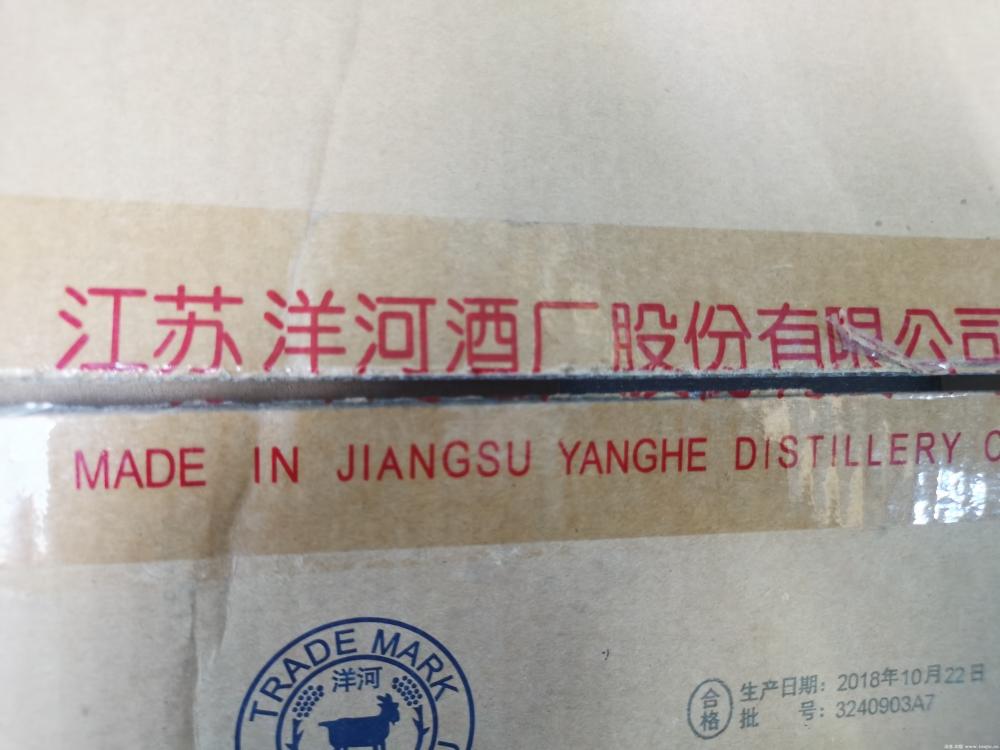 江苏洋河酒厂股份有限公司
MADE IN JIANGSU YANGHE DISTILLERY C
TRADE MARK
洋河
合格
生产日期：2018年10月22日
批 号：3240903A7